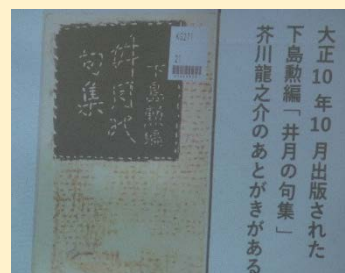 大正10年10月出版された
下島勲編「井月の句集」
芥川龍之介のあとがきがある
下島勲編
井月の
句集